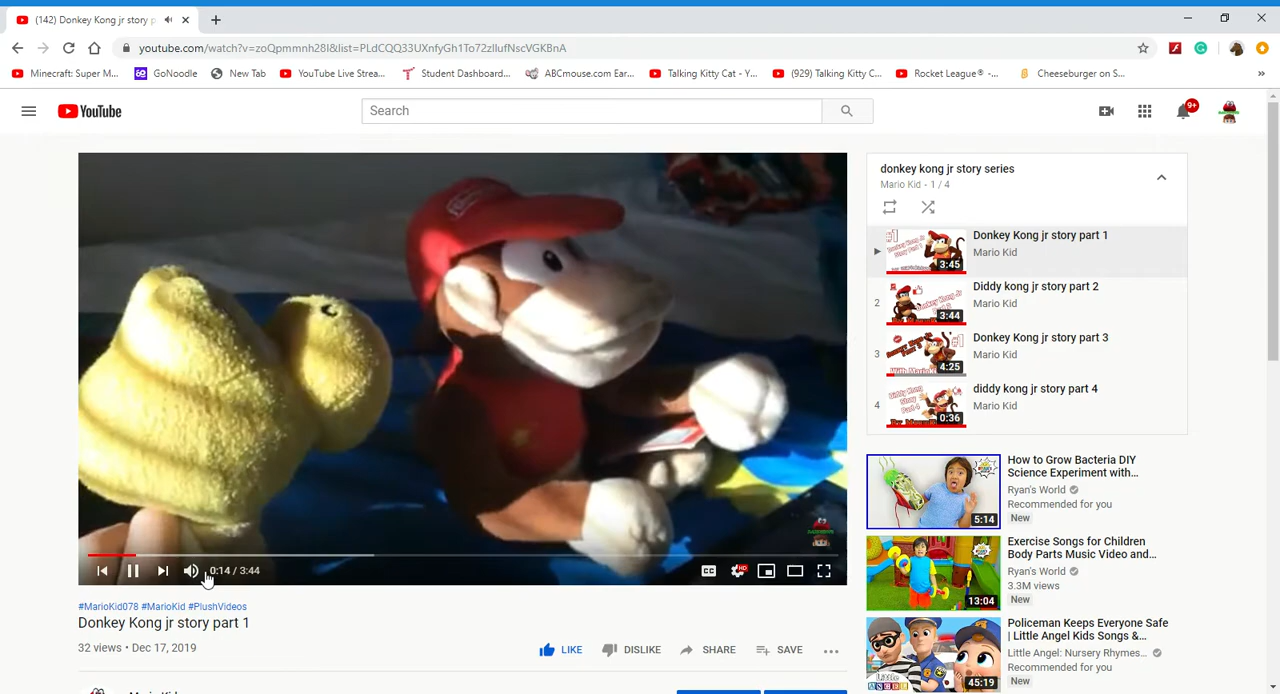 (142) Donkey Kong jr story p
youtube.com/watch?v=zoQpmmnh28I&list=PLdCQQ33UXnfyGh1To72zIIufNscVGKBnA
Minecraft: Super M...
GoNoodle
New Tab
YouTube Live Strea...
Student Dashboard...
ABCmouse.com Ear...
Talking Kitty Cat - Y...
(929) Talking Kitty C...
Rocket League® -...
Cheeseburger on S...
YouTube
Search
9+
donkey kong jr story series
Mario Kid - 1 / 4
Donkey Kong jr story part 1
Mario Kid
3:45
2
Diddy kong jr story part 2
Mario Kid
3:44
3
Donkey Kong jr story part 3
Mario Kid
4:25
4
diddy kong jr story part 4
Mario Kid
0:36
0:14 / 3:44
CC
HD
#MarioKid078 #MarioKid #PlushVideos
Donkey Kong jr story part 1
32 views • Dec 17, 2019
LIKE
DISLIKE
SHARE
SAVE
How to Grow Bacteria DIY
Science Experiment with...
Ryan's World
Recommended for you
New
5:14
Exercise Songs for Children
Body Parts Music Video and...
Ryan's World
3.3M views
New
13:04
Policeman Keeps Everyone Safe
| Little Angel Kids Songs &...
Little Angel: Nursery Rhymes...
Recommended for you
New
45:19